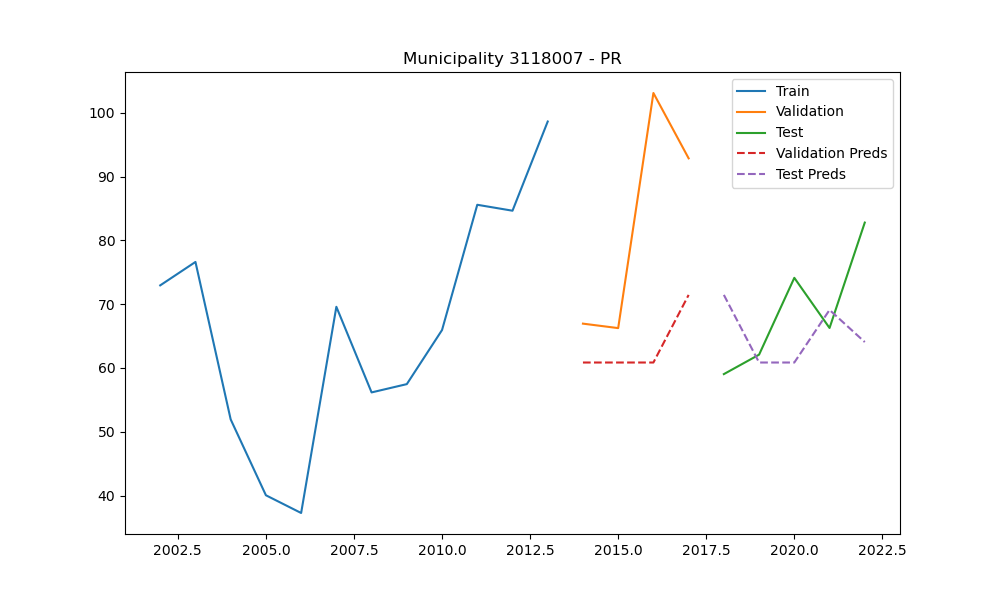 Municipality 3118007 - PR
Train
Validation
Test
Validation Preds
Test Preds
100
90
80
70
60
50
40
2002.5 2005.0 2007.5 2010.0 2012.5 2015.0 2017.5 2020.0 2022.5